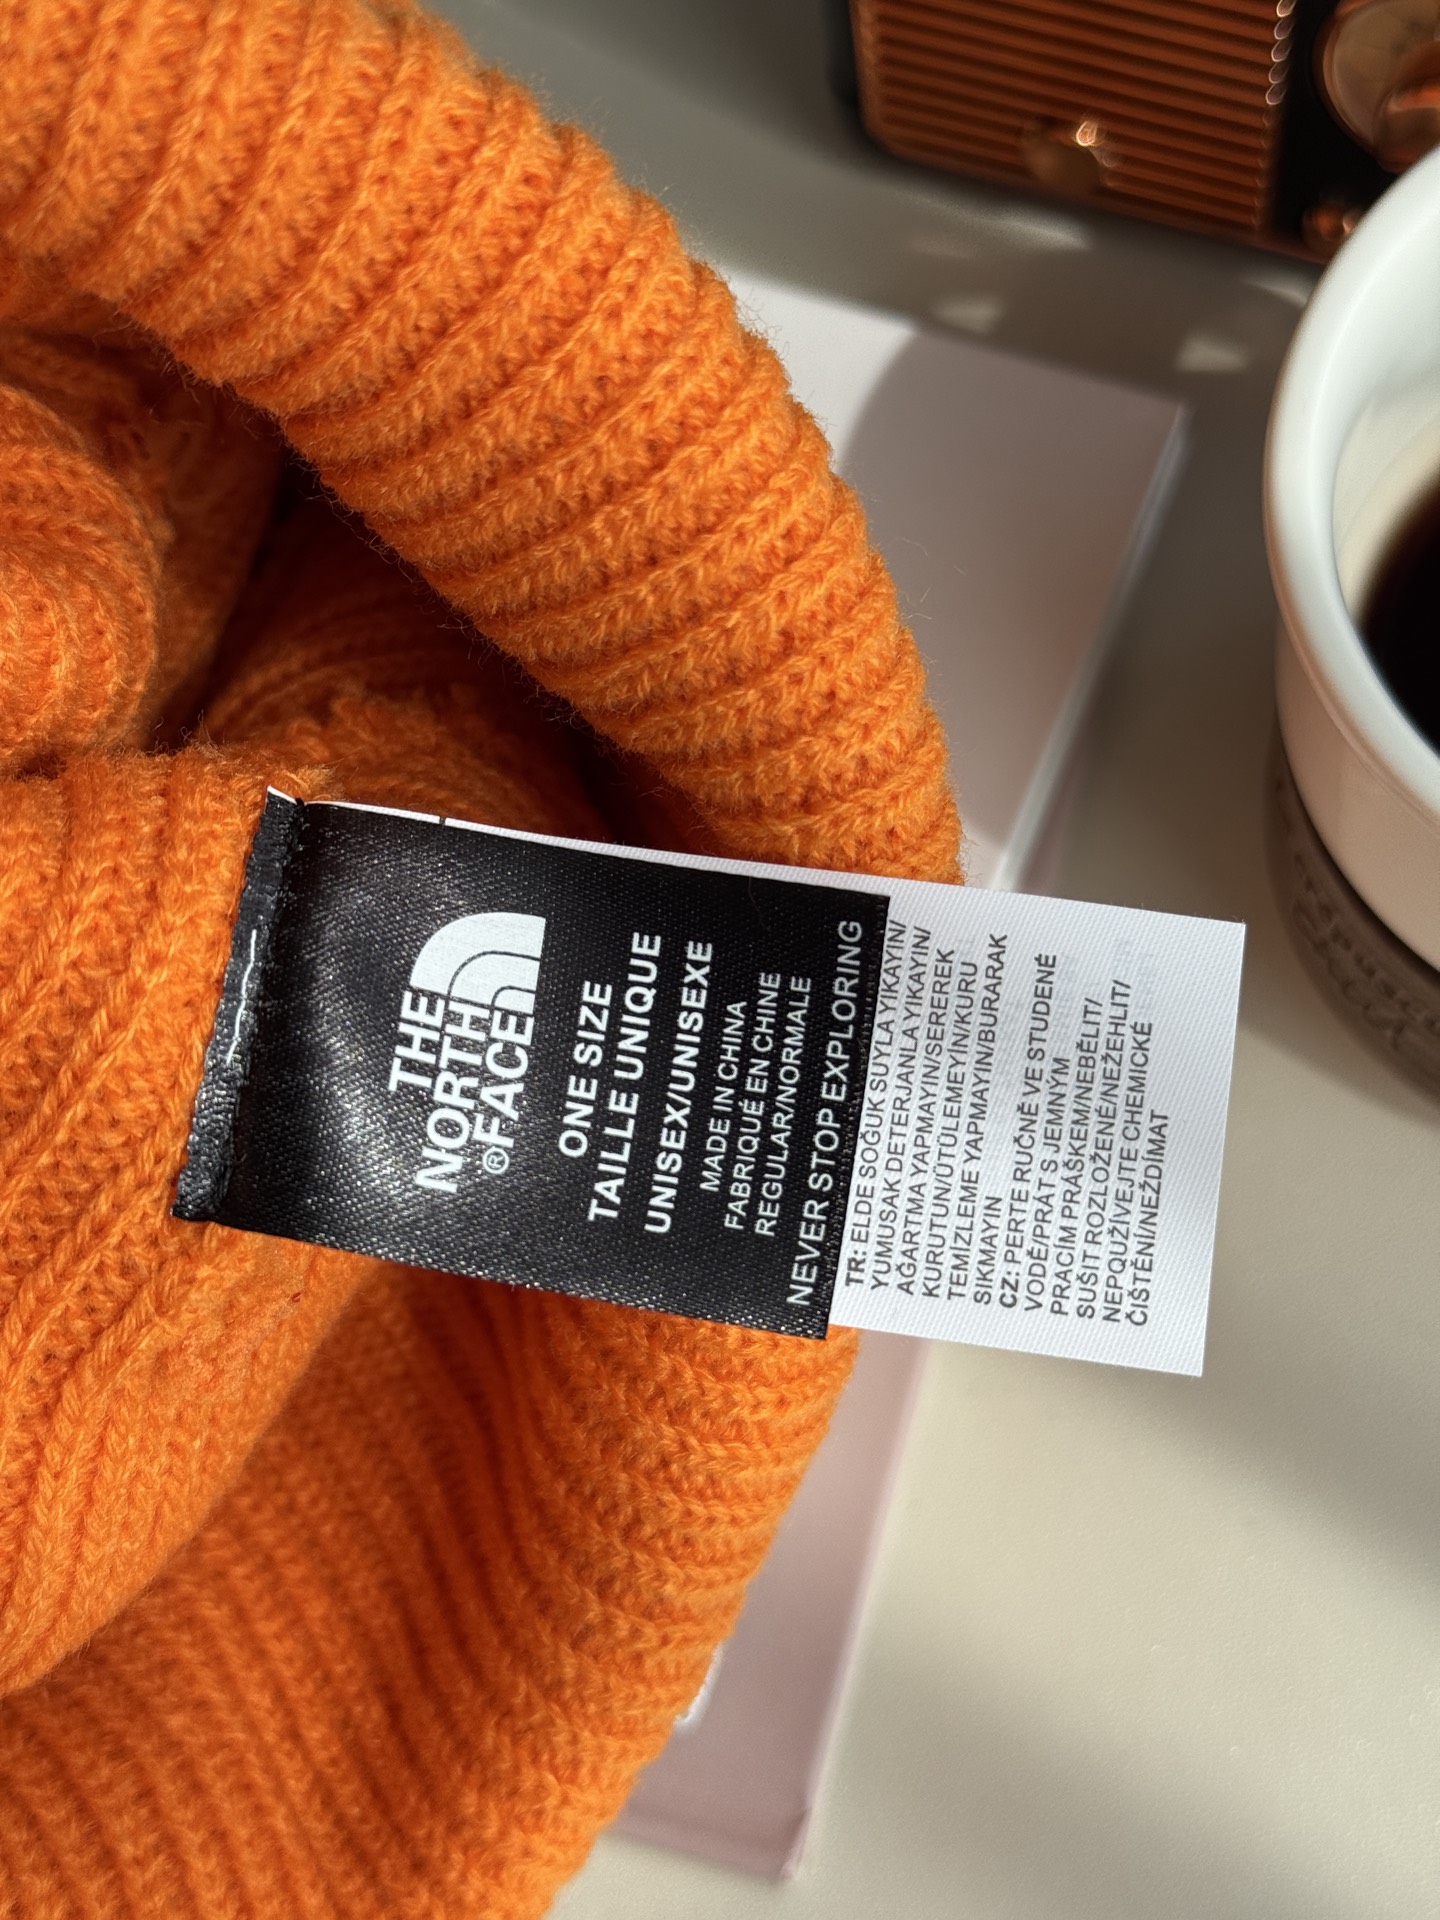 THE
NORTH
FACE®
ONE SIZE
TAILLE UNIQUE
UNISEX/UNISEXE
MADE IN CHINA
FABRIQUÉ EN CHINE
REGULAR/NORMALE
NEVER STOP EXPLORING
TR: ELDE SOĞUK SUYLA YIKAYIN/
YUMUSAK DETERJANLA YIKAYIN/
AĞARTMA YAPMAYIN/SEREREK
KURUTUN/ÜTÜLEMEYİN/KURU
TEMİZLEME YAPMAYIN/BURARAK
SIKMAYIN
CZ: PERTE RUČNĚ VE STUDENÉ
VODĚ/PRÁT S JEMNÝM
PRACÍM PRÁŠKEM/NEBĚLIT/
SUŠIT ROZLOŽENÉ/NEŽEHLIT/
NEPQUŽÍVEJTE CHEMICKÉ
ČIŠTĚNÍ/NEŽDÍMAT